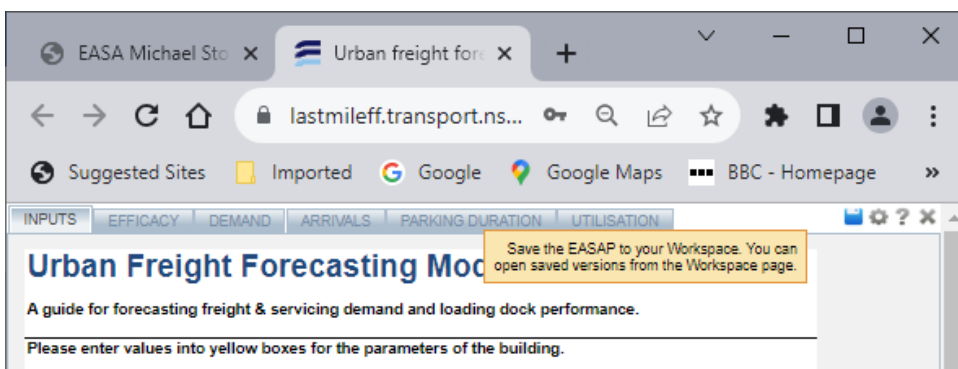 EASA Michael Sto
Urban freight fore
lastmileff.transport.ns...
Suggested Sites Imported Google Google Maps BBC - Homepage »
INPUTS EFFICACY DEMAND ARRIVALS PARKING DURATION UTILISATION
Save the EASAP to your Workspace. You can
open saved versions from the Workspace page.
Urban Freight Forecasting Mod
A guide for forecasting freight & servicing demand and loading dock performance.
Please enter values into yellow boxes for the parameters of the building.